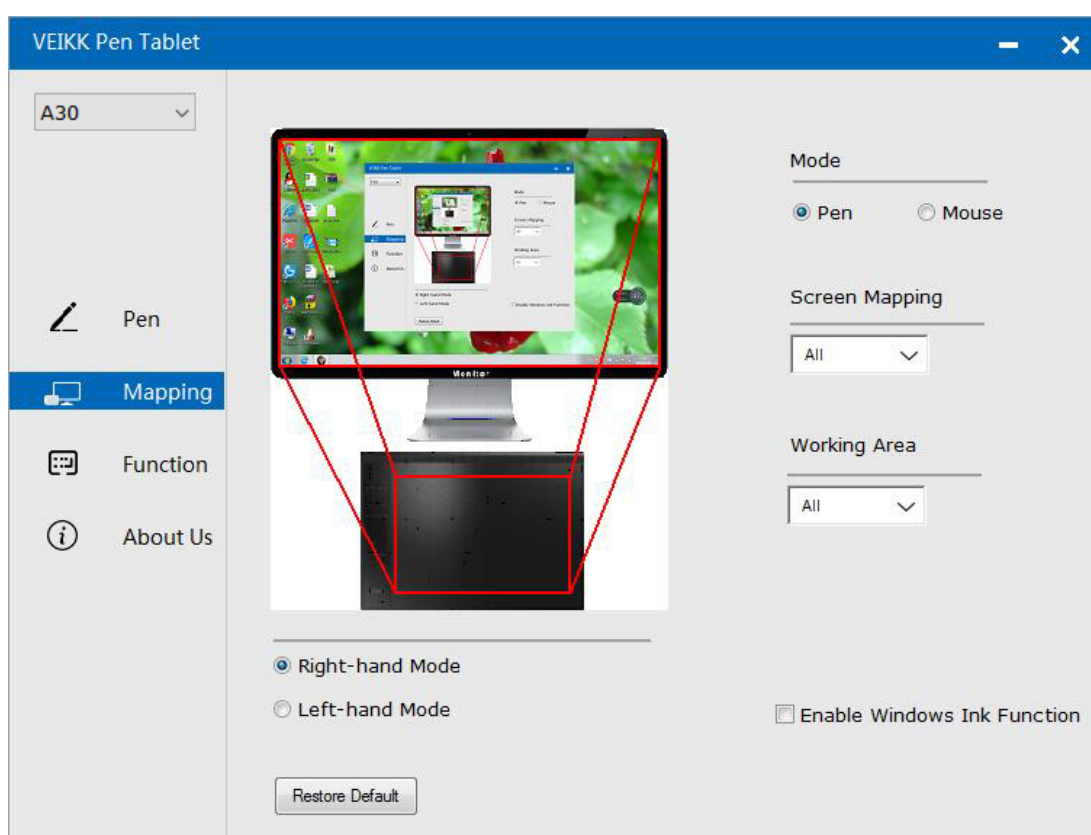 VEIKK Pen Tablet
A30
Pen
Mapping
Function
About Us
Monitor
Right-hand Mode
Left-hand Mode
Restore Default
Mode
Pen
Mouse
Screen Mapping
All
Working Area
All
Enable Windows Ink Function